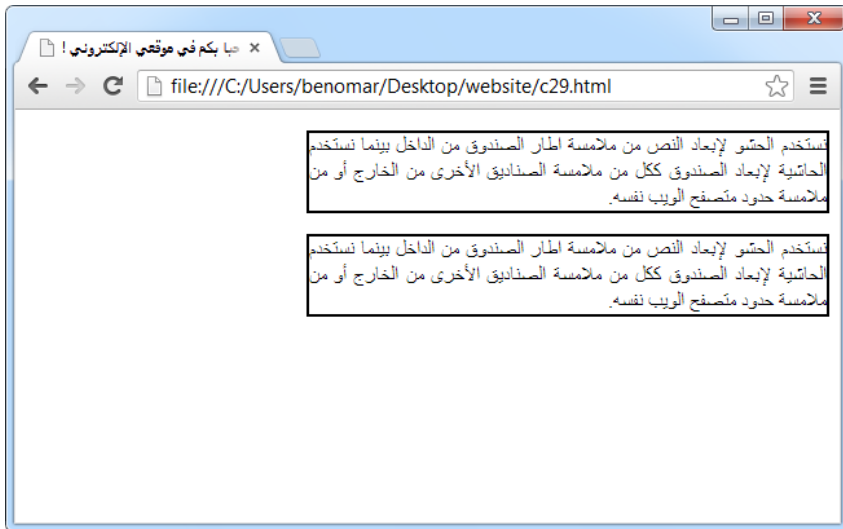 حبا بكم في موقعي الإلكتروني !
file:///C:/Users/benomar/Desktop/website/c29.html
نستخدم الحشو لإبعاد النص من ملامسة اطار الصندوق من الداخل بينما نستخدم
الحاشية لإبعاد الصندوق ككل من ملامسة الصناديق الأخرى من الخارج أو من
ملامسة حدود متصفح الويب نفسه.
نستخدم الحشو لإبعاد النص من ملامسة اطار الصندوق من الداخل بينما نستخدم
الحاشية لإبعاد الصندوق ككل من ملامسة الصناديق الأخرى من الخارج أو من
ملامسة حدود متصفح الويب نفسه.